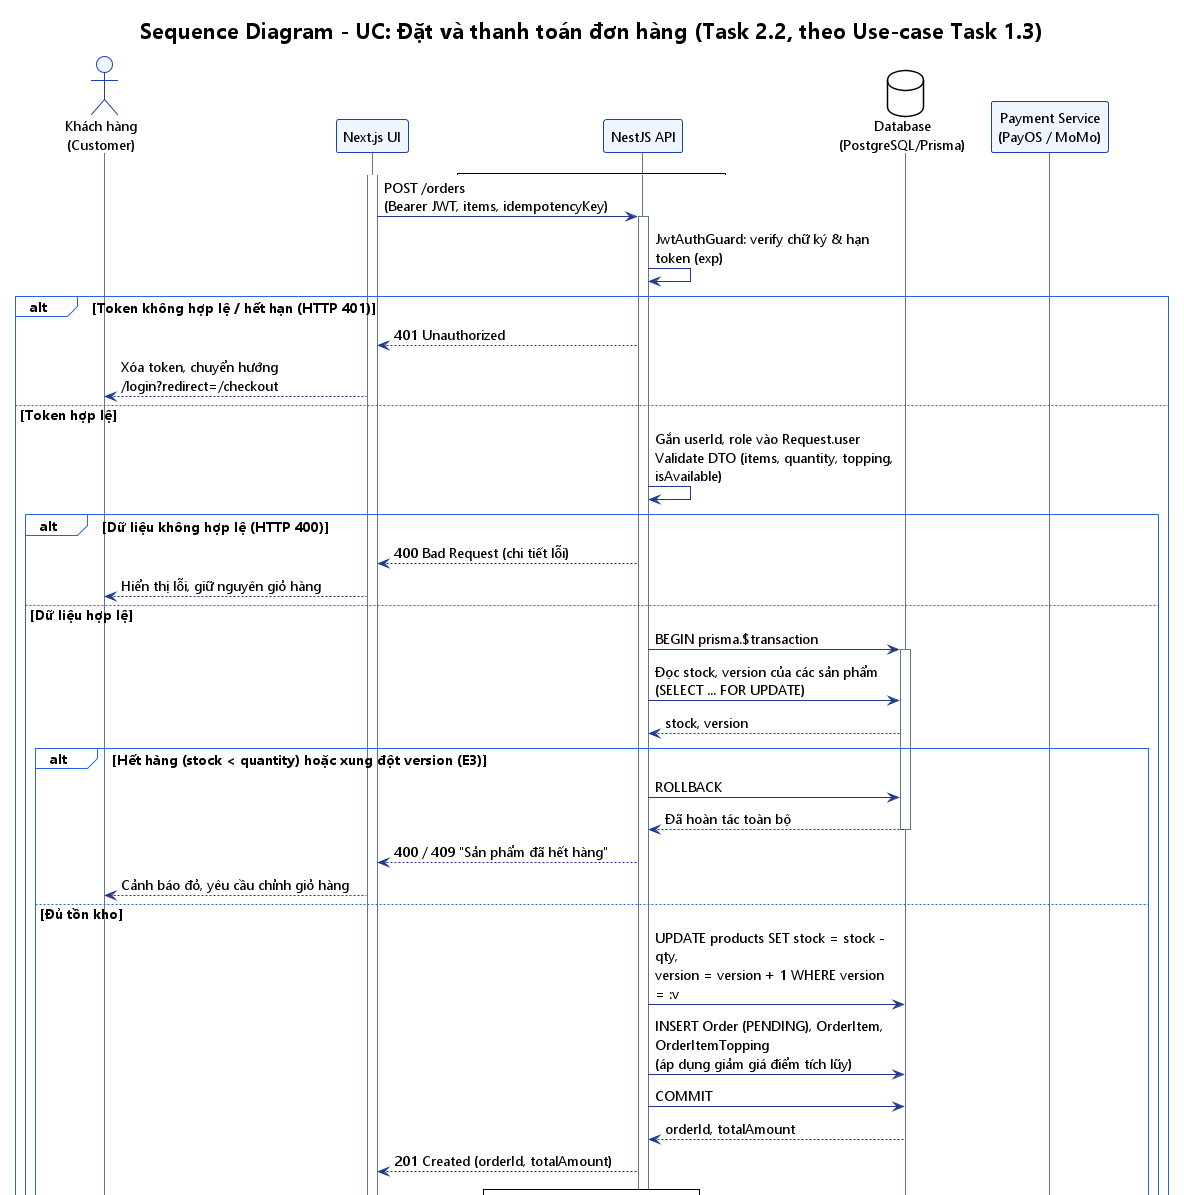 Sequence Diagram - UC: Đặt và thanh toán đơn hàng (Task 2.2, theo Use-case Task 1.3)
Khách hàng
(Customer)
Next.js UI
NestJS API
Database
(PostgreSQL/Prisma)
Payment Service
(PayOS / MoMo)
POST /orders
(Bearer JWT, items, idempotencyKey)
JwtAuthGuard: verify chữ ký & hạn
token (exp)
alt
[Token không hợp lệ / hết hạn (HTTP 401)]
401 Unauthorized
Xóa token, chuyển hướng
/login?redirect=/checkout
[Token hợp lệ]
Gắn userId, role vào Request.user
Validate DTO (items, quantity, topping,
isAvailable)
alt
[Dữ liệu không hợp lệ (HTTP 400)]
400 Bad Request (chi tiết lỗi)
Hiển thị lỗi, giữ nguyên giỏ hàng
[Dữ liệu hợp lệ]
BEGIN prisma.$transaction
Đọc stock, version của các sản phẩm
(SELECT ... FOR UPDATE)
stock, version
alt
[Hết hàng (stock < quantity) hoặc xung đột version (E3)]
ROLLBACK
Đã hoàn tác toàn bộ
400 / 409 "Sản phẩm đã hết hàng"
Cảnh báo đỏ, yêu cầu chỉnh giỏ hàng
[Đủ tồn kho]
UPDATE products SET stock = stock -
qty,
version = version + 1 WHERE version
= :v
INSERT Order (PENDING), OrderItem,
OrderItemTopping
(áp dụng giảm giá điểm tích lũy)
COMMIT
orderId, totalAmount
201 Created (orderId, totalAmount)